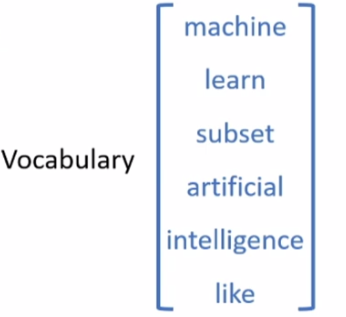 machine
learn
subset
Vocabulary
artificial
intelligence
like